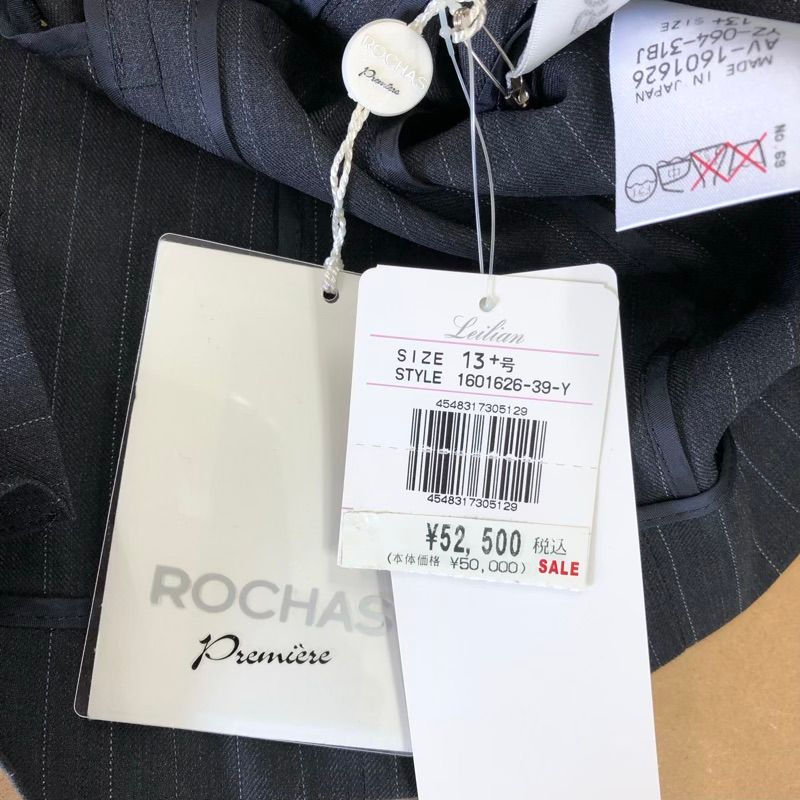 ROCHAS
Première
13+ SIZE
YZ-064-31BJ
AV-1601626
MADE IN JAPAN
No.69
中
Leilian
SIZE 13+号
STYLE 1601626-39-Y
4548317305129
4548317305129
¥52,500 税込
(本体価格 ¥50,000) SALE
ROCHAS
Première